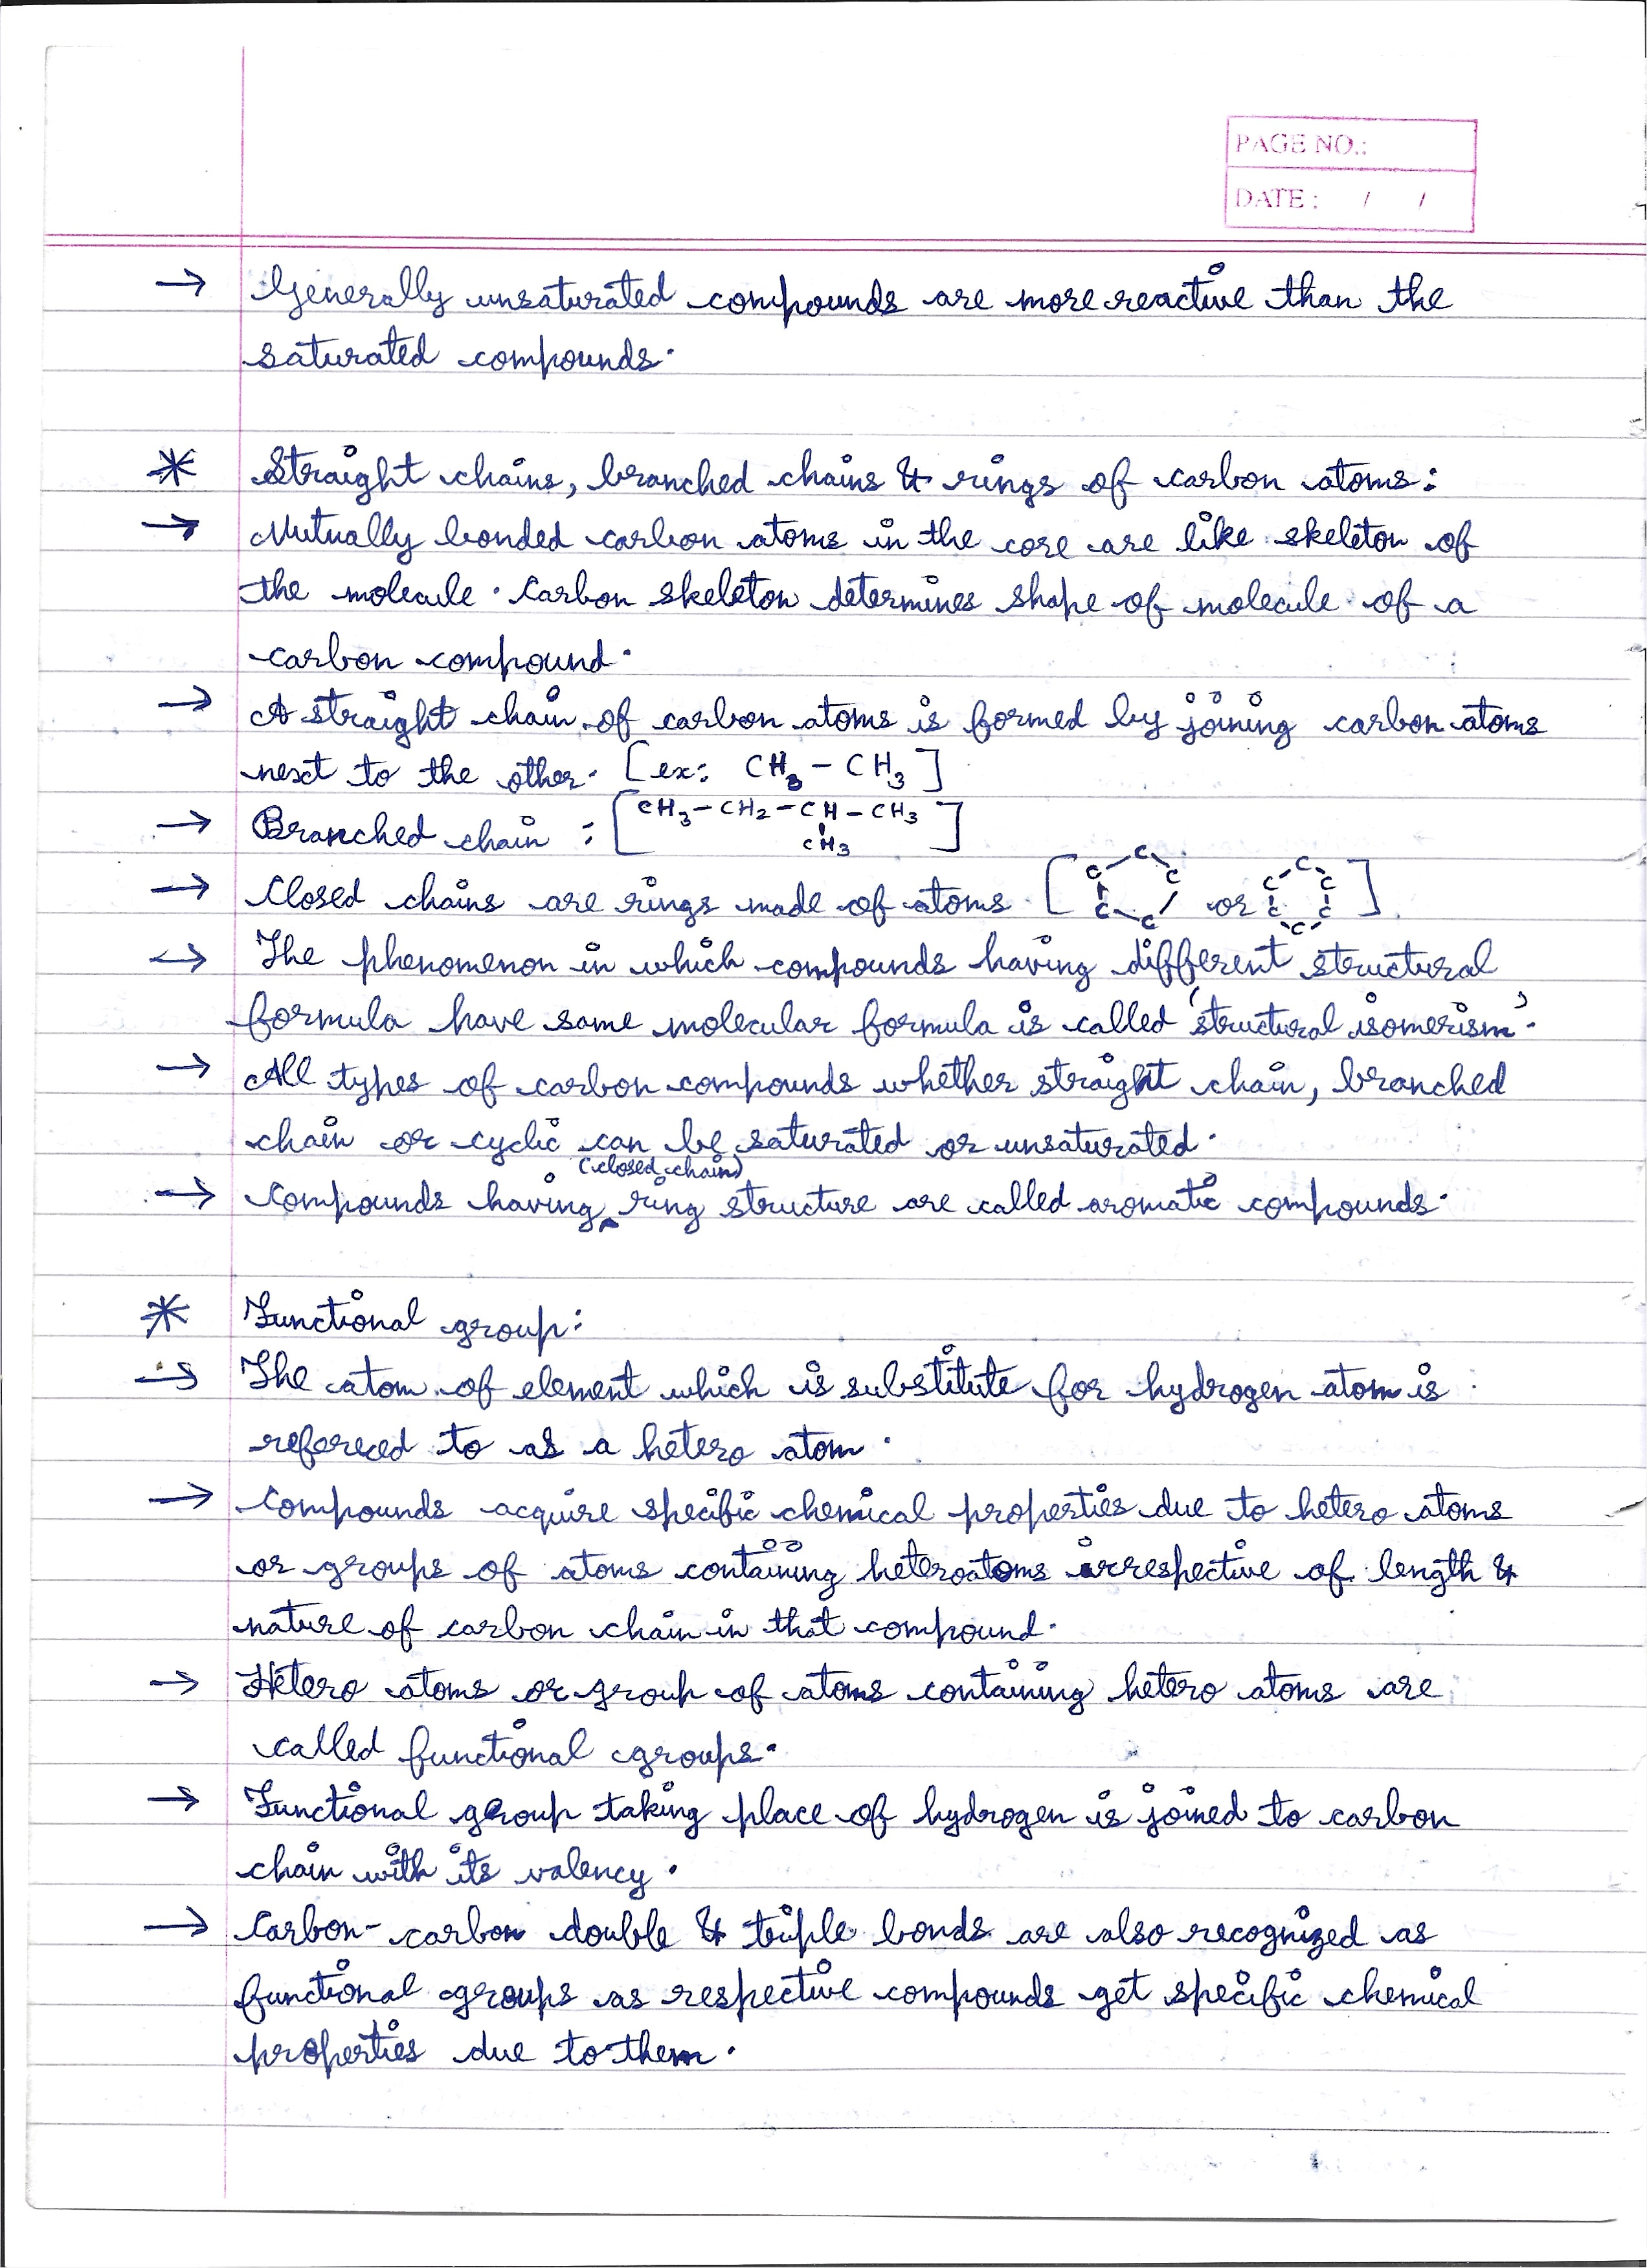 PAGE NO.:
DATE : / /
→ Generally unsaturated compounds are more reactive than the
saturated compounds.
* Straight chains, branched chains & rings of carbon atoms:
→ Mutually bonded carbon atoms in the core are like skeleton of
the molecule. Carbon skeleton determines shape of molecule of a
carbon compound.
→ A straight chain of carbon atoms is formed by joining carbon atoms
next to the other. [ex: CH3 - CH3]
→ Branched chain : [CH3-CH2-CH-CH3]
CH3
→ Closed chains are rings made of atoms [C C C C C or C C C C C C]
→ The phenomenon in which compounds having different structural
formula have same molecular formula is called 'structural isomerism'.
→ All types of carbon compounds whether straight chain, branched
chain or cyclic can be saturated or unsaturated.
(closed chain)
→ Compounds having ring structure are called aromatic compounds.
* Functional group:
→ The atom of element which is substitute for hydrogen atom is
refereced to as a hetero atom.
→ Compounds acquire specific chemical properties due to hetero atoms
or groups of atoms containing heteroatoms irrespective of length &
nature of carbon chain in that compound.
→ Hetero atoms or group of atoms containing hetero atoms are
called functional groups.
→ Functional group taking place of hydrogen is joined to carbon
chain with its valency.
→ Carbon-carbon double & triple bonds are also recognized as
functional groups as respective compounds get specific chemical
properties due to them.